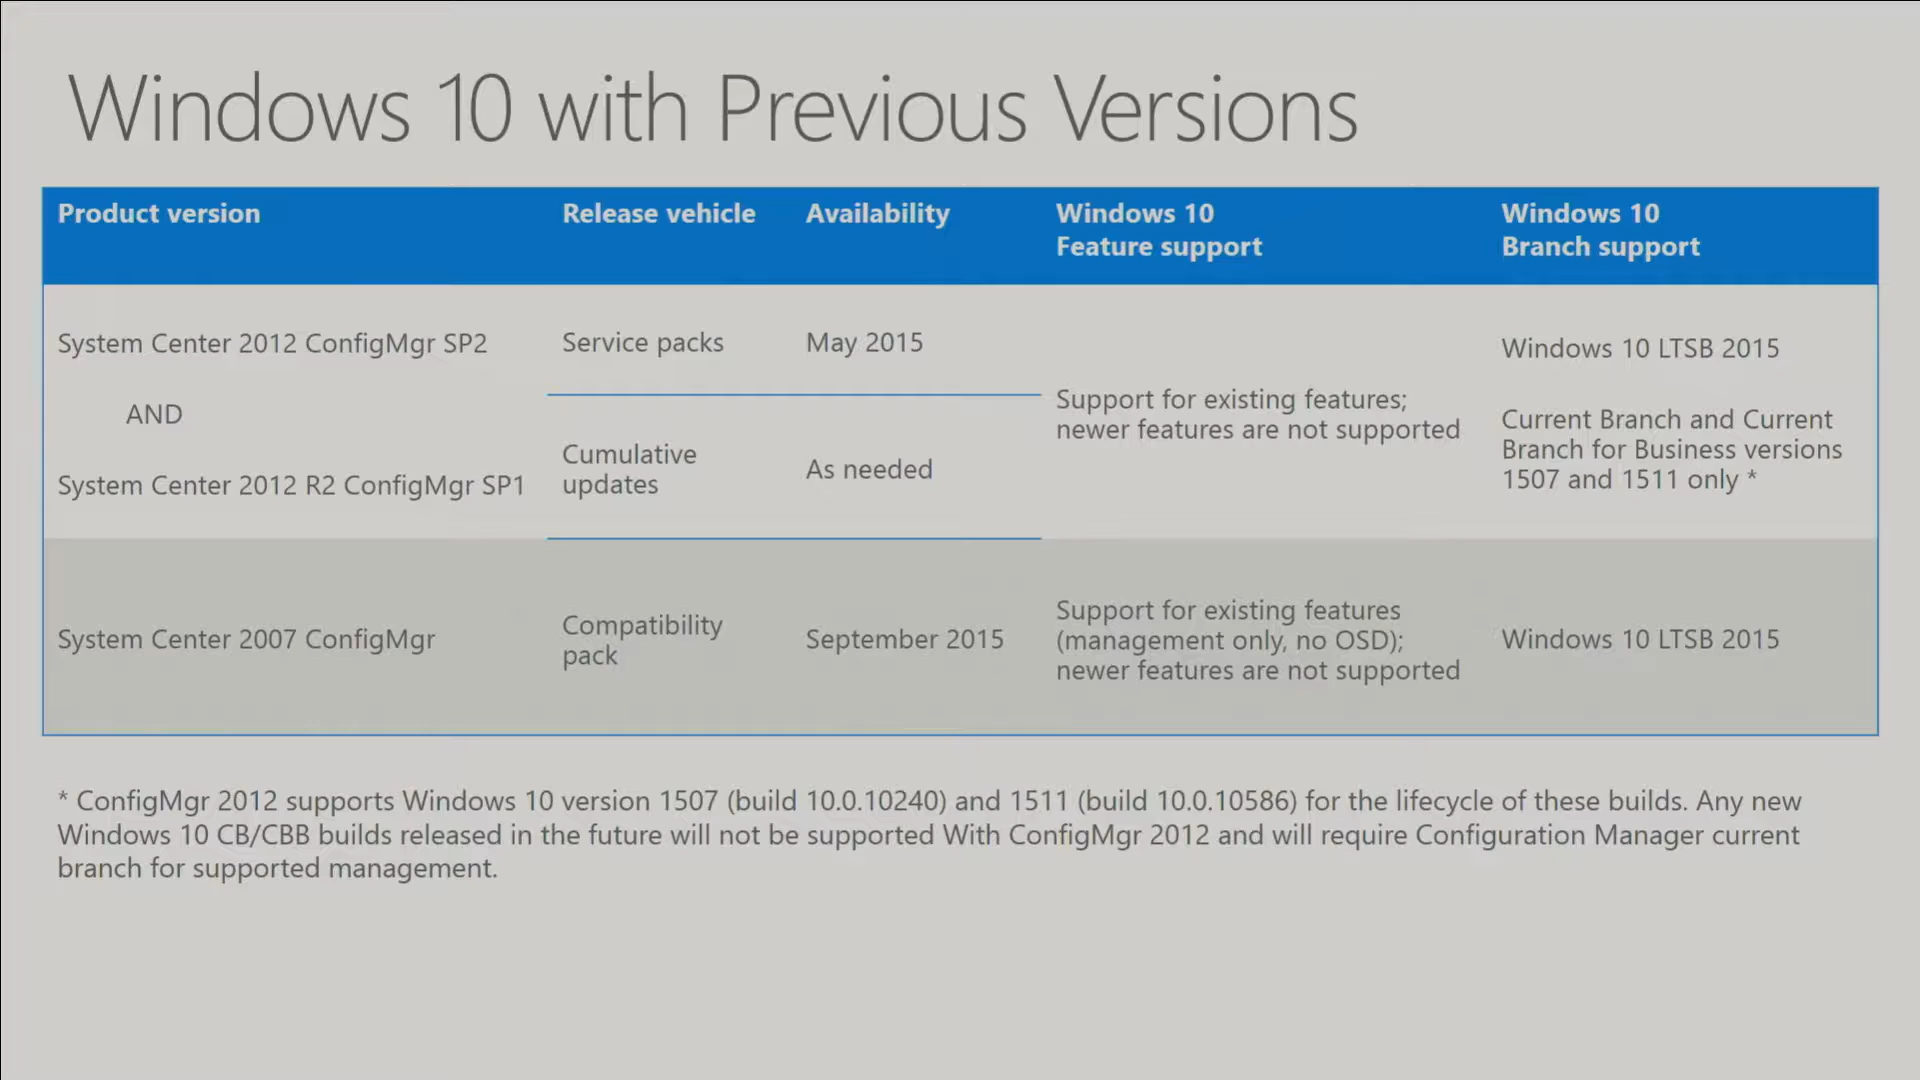 Windows 10 with Previous Versions
Product version
Release vehicle
Availability
Windows 10
Feature support
Windows 10
Branch support
System Center 2012 ConfigMgr SP2
AND
System Center 2012 R2 ConfigMgr SP1
Service packs
May 2015
Cumulative
updates
As needed
Support for existing features;
newer features are not supported
Windows 10 LTSB 2015
Current Branch and Current
Branch for Business versions
1507 and 1511 only *
System Center 2007 ConfigMgr
Compatibility
pack
September 2015
Support for existing features
(management only, no OSD);
newer features are not supported
Windows 10 LTSB 2015
* ConfigMgr 2012 supports Windows 10 version 1507 (build 10.0.10240) and 1511 (build 10.0.10586) for the lifecycle of these builds. Any new
Windows 10 CB/CBB builds released in the future will not be supported With ConfigMgr 2012 and will require Configuration Manager current
branch for supported management.